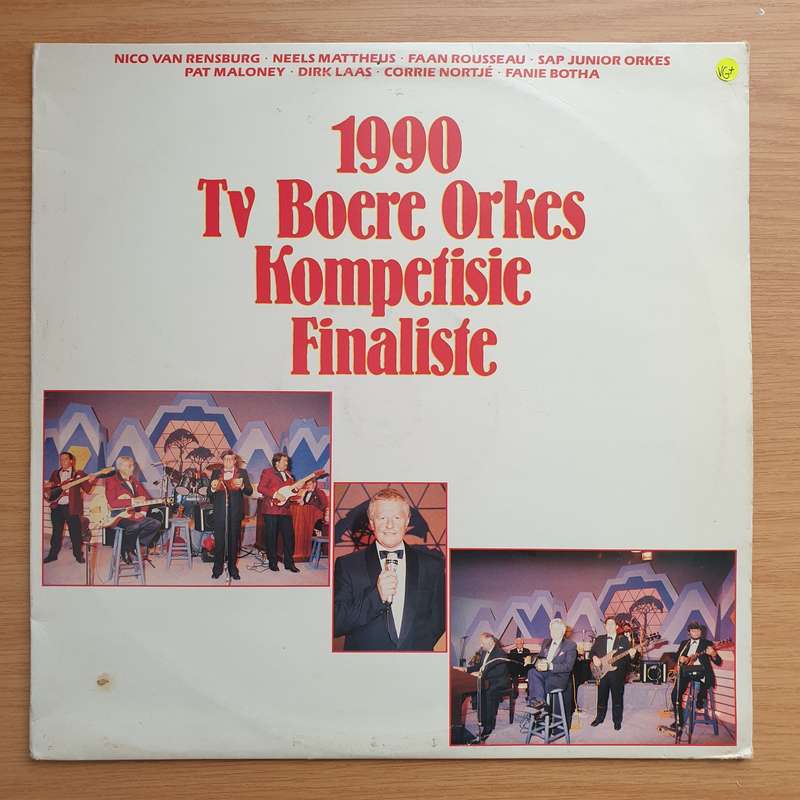 NICO VAN RENSBURG · NEELS MATTHEUS · FAAN ROUSSEAU · SAP JUNIOR ORKES
PAT MALONEY · DIRK LAAS · CORRIE NORTJÉ · FANIE BOTHA
VG+
1990
Tv Boere Orkes
Kompetisie
Finaliste